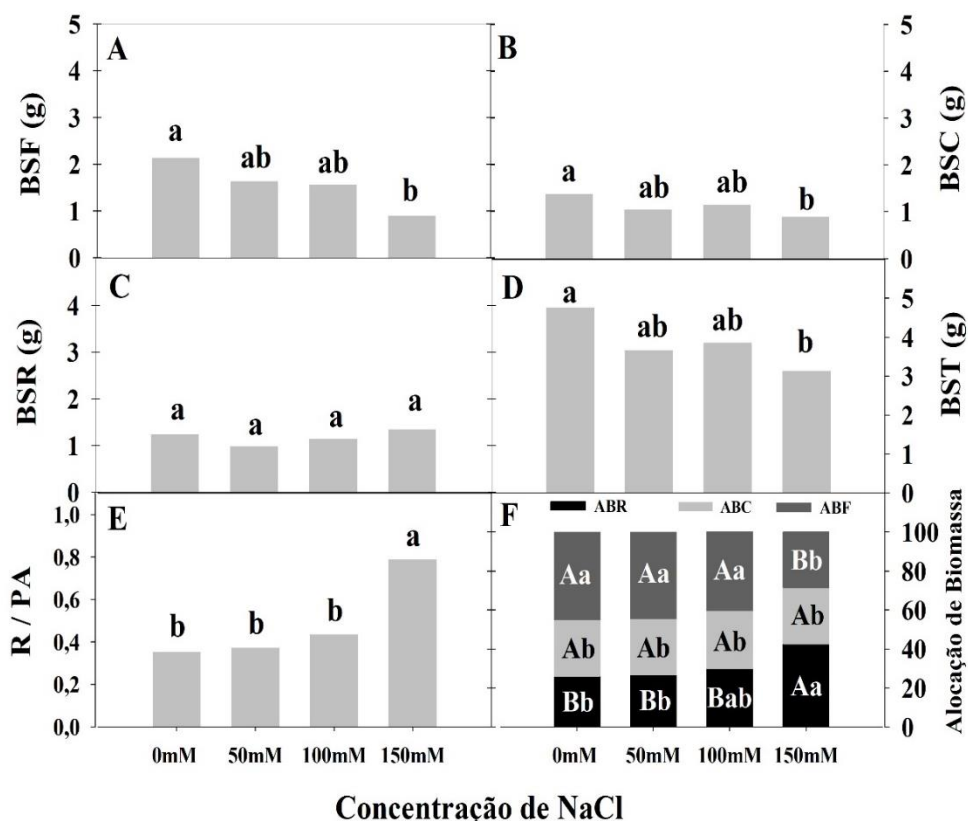 A
BSF (g)
5
4
3
2
1
0
a
ab
ab
b
B
BSC (g)
5
4
3
2
1
0
a
ab
ab
b
C
BSR (g)
4
3
2
1
0
a
a
a
a
D
BST (g)
5
4
3
2
1
0
a
ab
ab
b
E
R / PA
1,0
0,8
0,6
0,4
0,2
0,0
b
b
b
a
0mM 50mM 100mM 150mM
F
ABR ABC ABF
Alocação de Biomassa
100
80
60
40
20
0
Aa Aa Aa Bb
Ab Ab Ab Ab
Bb Bb Bab Aa
0mM 50mM 100mM 150mM
Concentração de NaCl